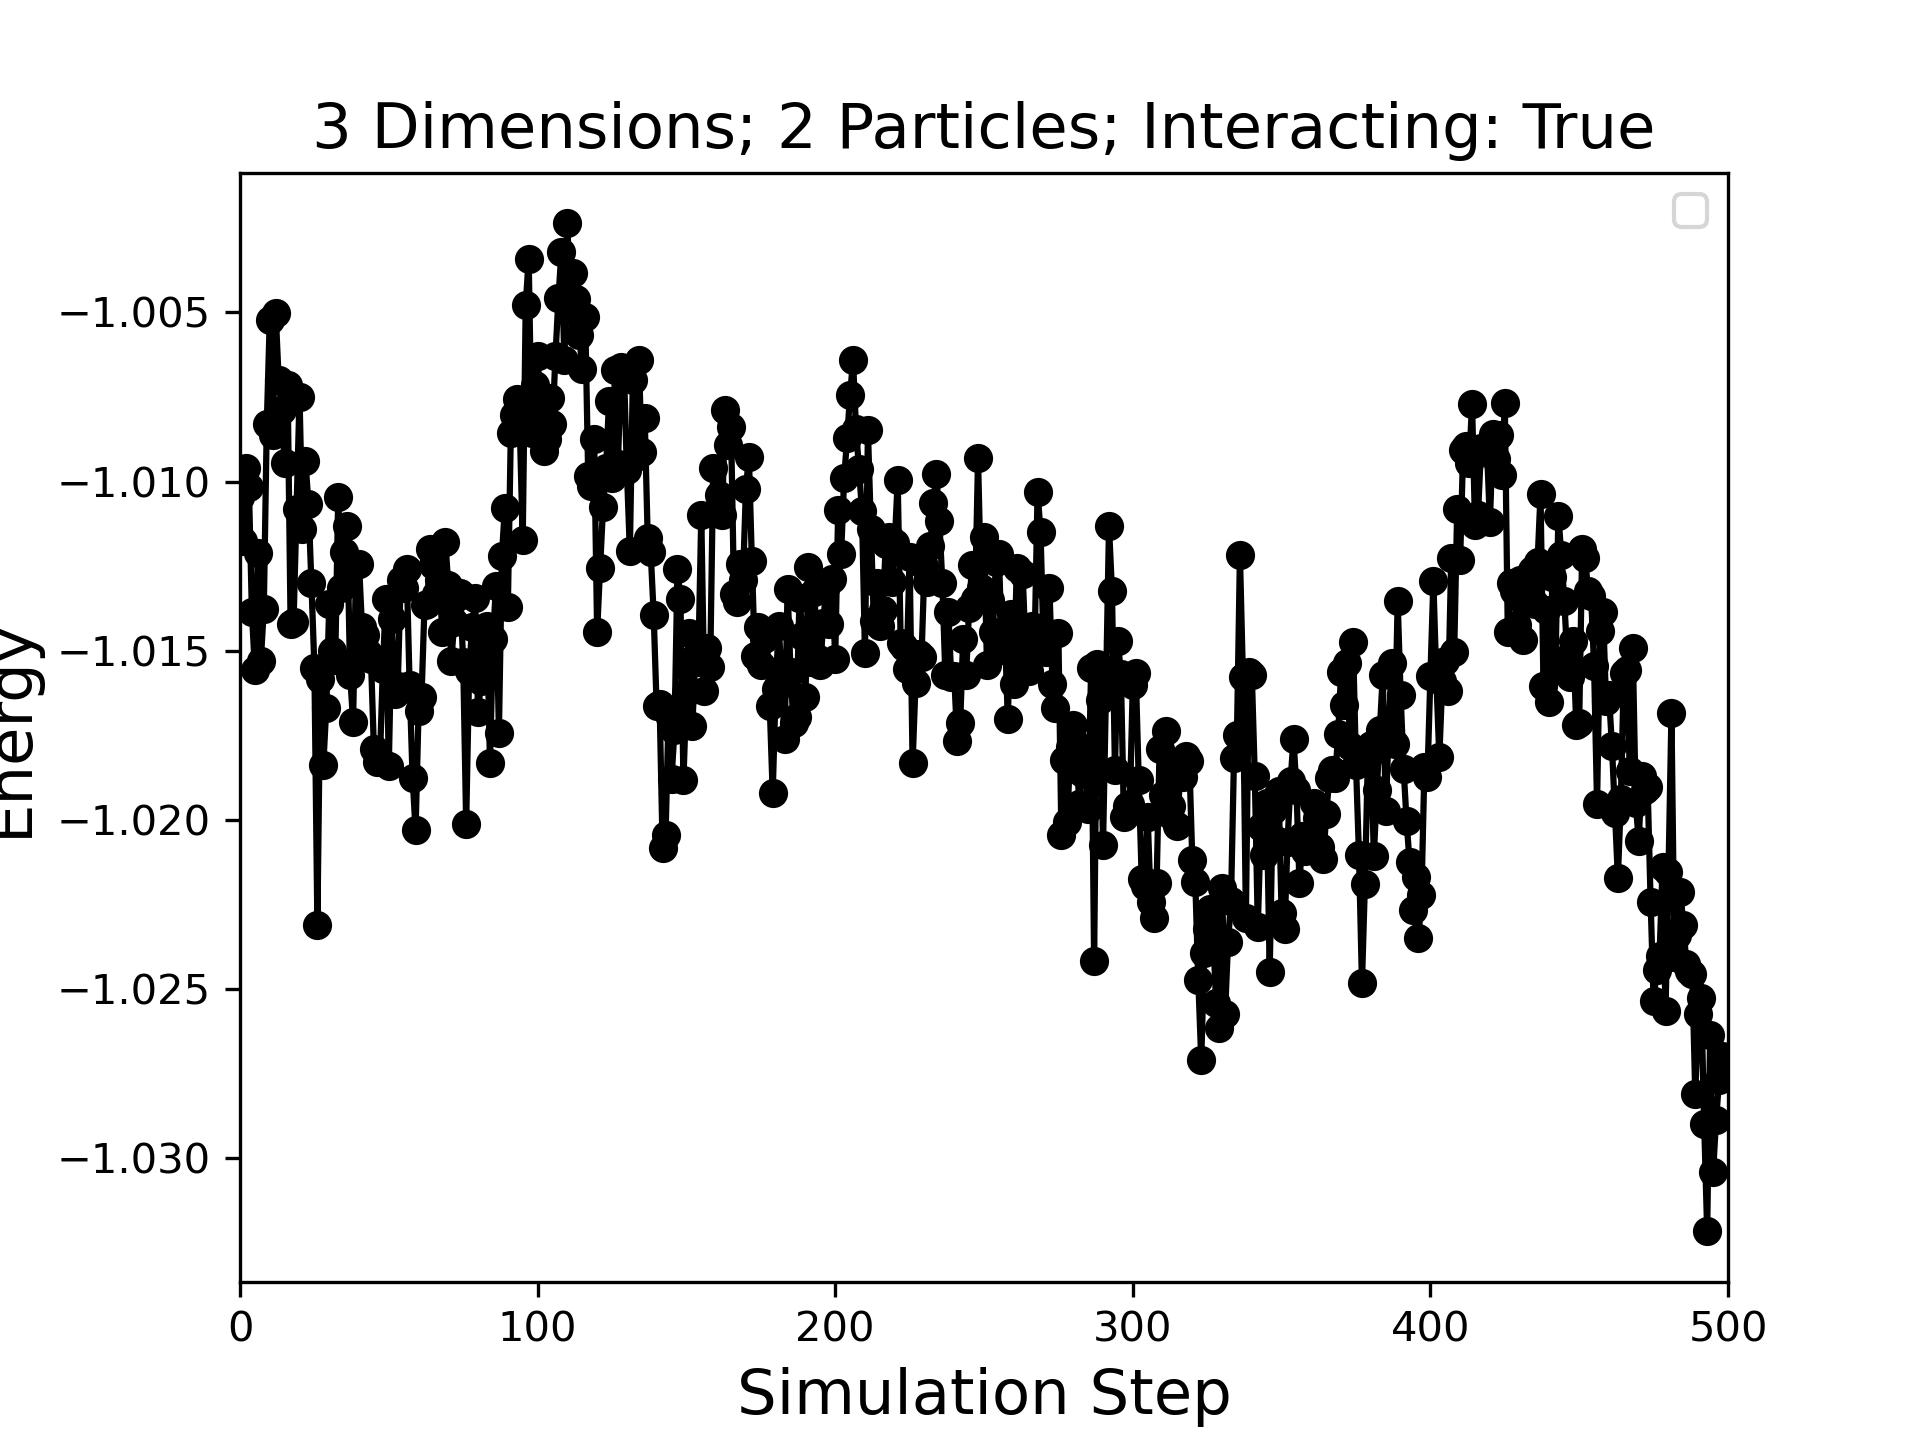 3 Dimensions; 2 Particles; Interacting: True
Energy
−1.005
−1.010
−1.015
−1.020
−1.025
−1.030
0 100 200 300 400 500
Simulation Step